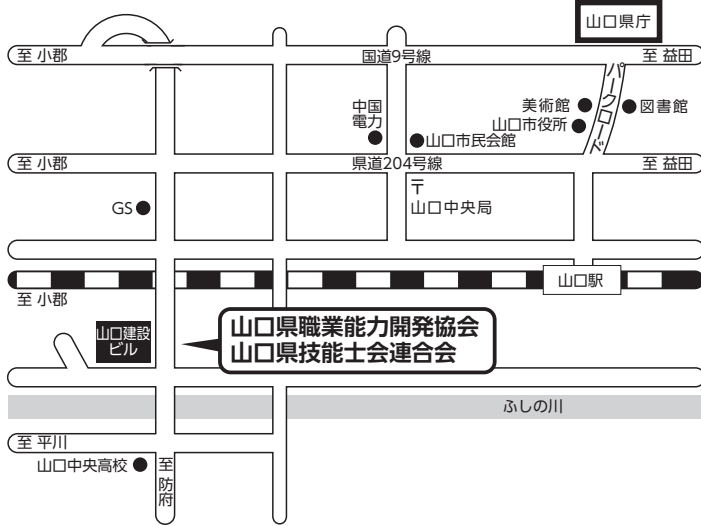 山口県庁
至 小郡
国道9号線
至 益田
パークロード
中国
電力
美術館
図書館
山口市役所
山口市民会館
至 小郡
県道204号線
至 益田
〒
山口中央局
GS
山口駅
至 小郡
山口建設
ビル
山口県職業能力開発協会
山口県技能士会連合会
ふしの川
至 平川
山口中央高校
至防府